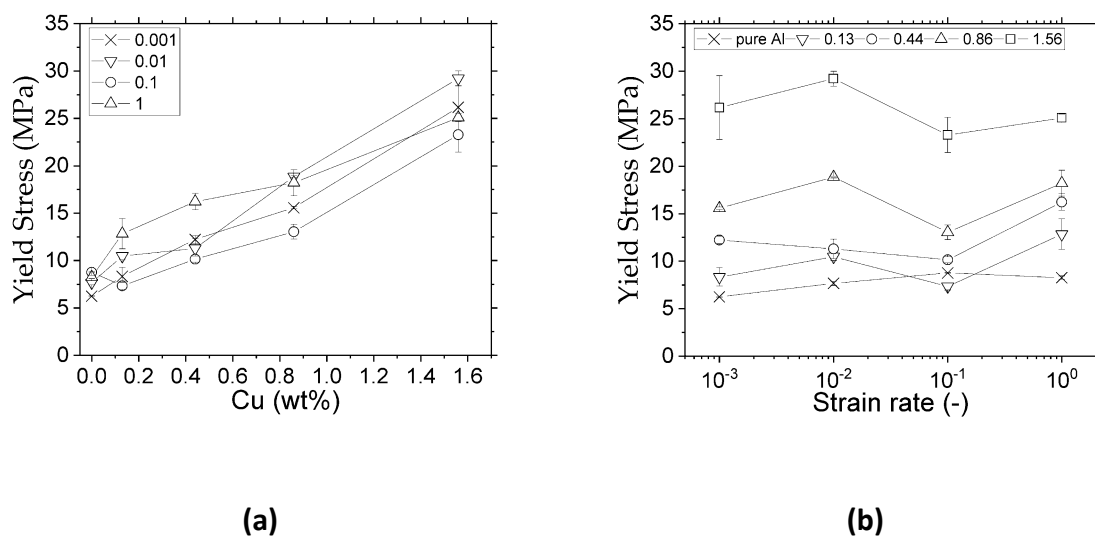 35
30
25
20
15
10
5
0
Yield Stress (MPa)
0.001
0.01
0.1
1
0.0 0.2 0.4 0.6 0.8 1.0 1.2 1.4 1.6
Cu (wt%)
(a)
35
30
25
20
15
10
5
0
Yield Stress (MPa)
pure Al 0.13 0.44 0.86 1.56
10⁻³ 10⁻² 10⁻¹ 10⁰
Strain rate (-)
(b)